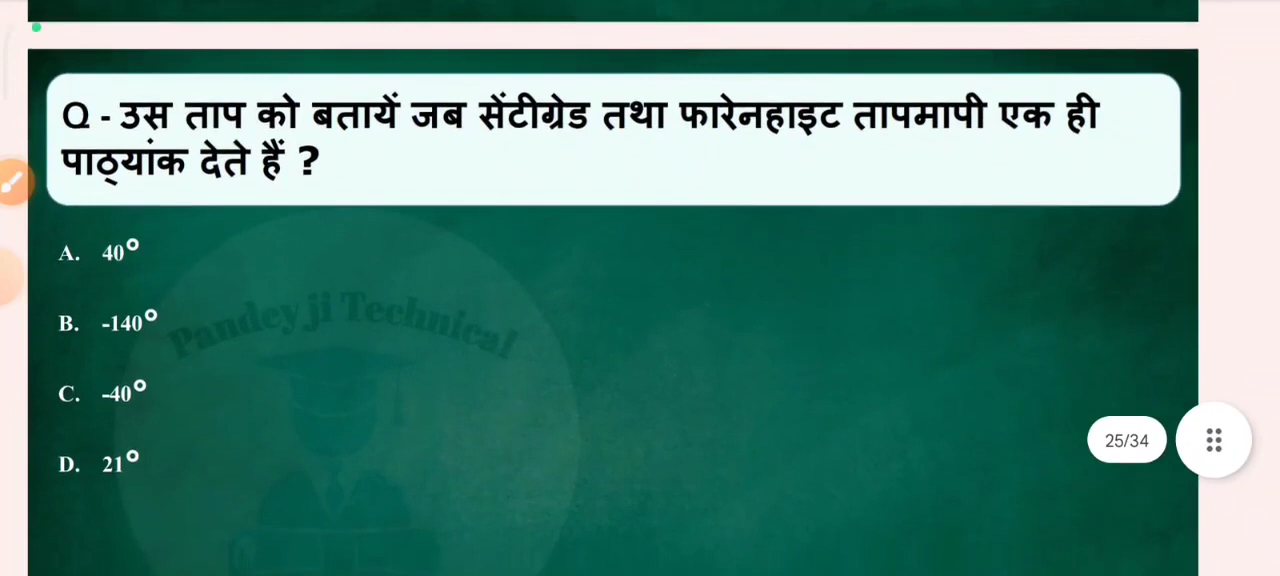 Q - उस ताप को बतायें जब सेंटीग्रेड तथा फारेनहाइट तापमापी एक ही
पाठ्यांक देते हैं ?
A. 40°
B. -140°
Pandey ji Technical
C. -40°
25/34
D. 21°